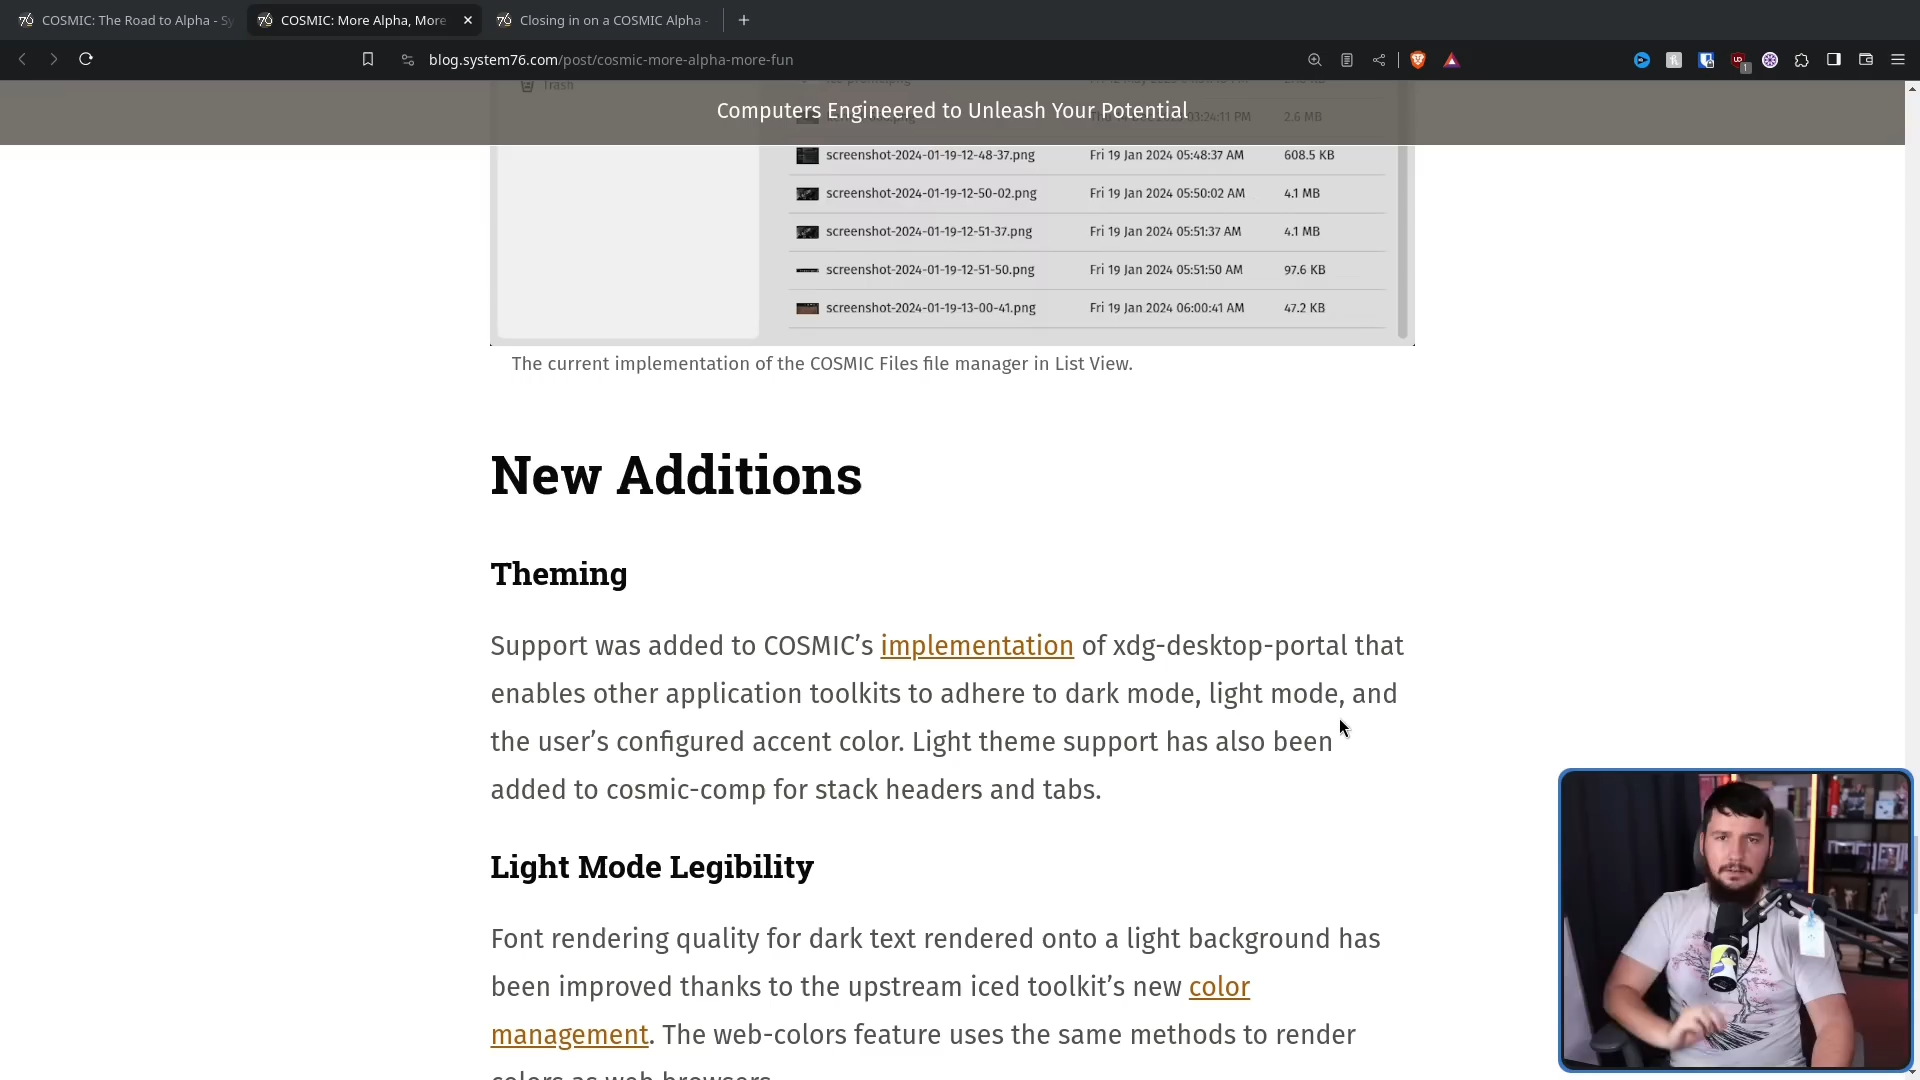 COSMIC: The Road to Alpha - Sy
COSMIC: More Alpha, More
Closing in on a COSMIC Alpha -
blog.system76.com/post/cosmic-more-alpha-more-fun
Trash
Computers Engineered to Unleash Your Potential
03:24:11 PM 2.6 MB
screenshot-2024-01-19-12-48-37.png Fri 19 Jan 2024 05:48:37 AM 608.5 KB
screenshot-2024-01-19-12-50-02.png Fri 19 Jan 2024 05:50:02 AM 4.1 MB
screenshot-2024-01-19-12-51-37.png Fri 19 Jan 2024 05:51:37 AM 4.1 MB
screenshot-2024-01-19-12-51-50.png Fri 19 Jan 2024 05:51:50 AM 97.6 KB
screenshot-2024-01-19-13-00-41.png Fri 19 Jan 2024 06:00:41 AM 47.2 KB
The current implementation of the COSMIC Files file manager in List View.
New Additions
Theming
Support was added to COSMIC’s implementation of xdg-desktop-portal that
enables other application toolkits to adhere to dark mode, light mode, and
the user’s configured accent color. Light theme support has also been
added to cosmic-comp for stack headers and tabs.
Light Mode Legibility
Font rendering quality for dark text rendered onto a light background has
been improved thanks to the upstream iced toolkit’s new color
management. The web-colors feature uses the same methods to render
colors as web browsers.